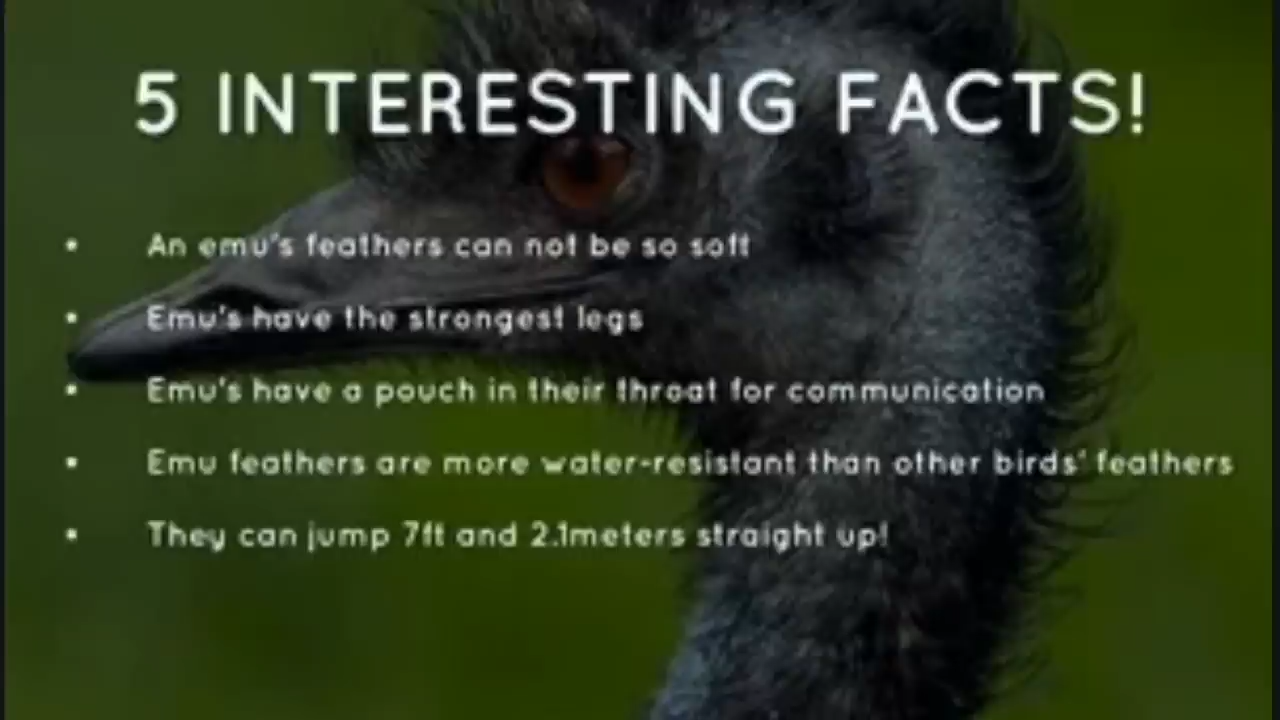 5 INTERESTING FACTS!
• An emu's feathers can not be so soft
• Emu's have the strongest legs
• Emu's have a pouch in their throat for communication
• Emu feathers are more water-resistant than other birds' feathers
• They can jump 7ft and 2.1meters straight up!